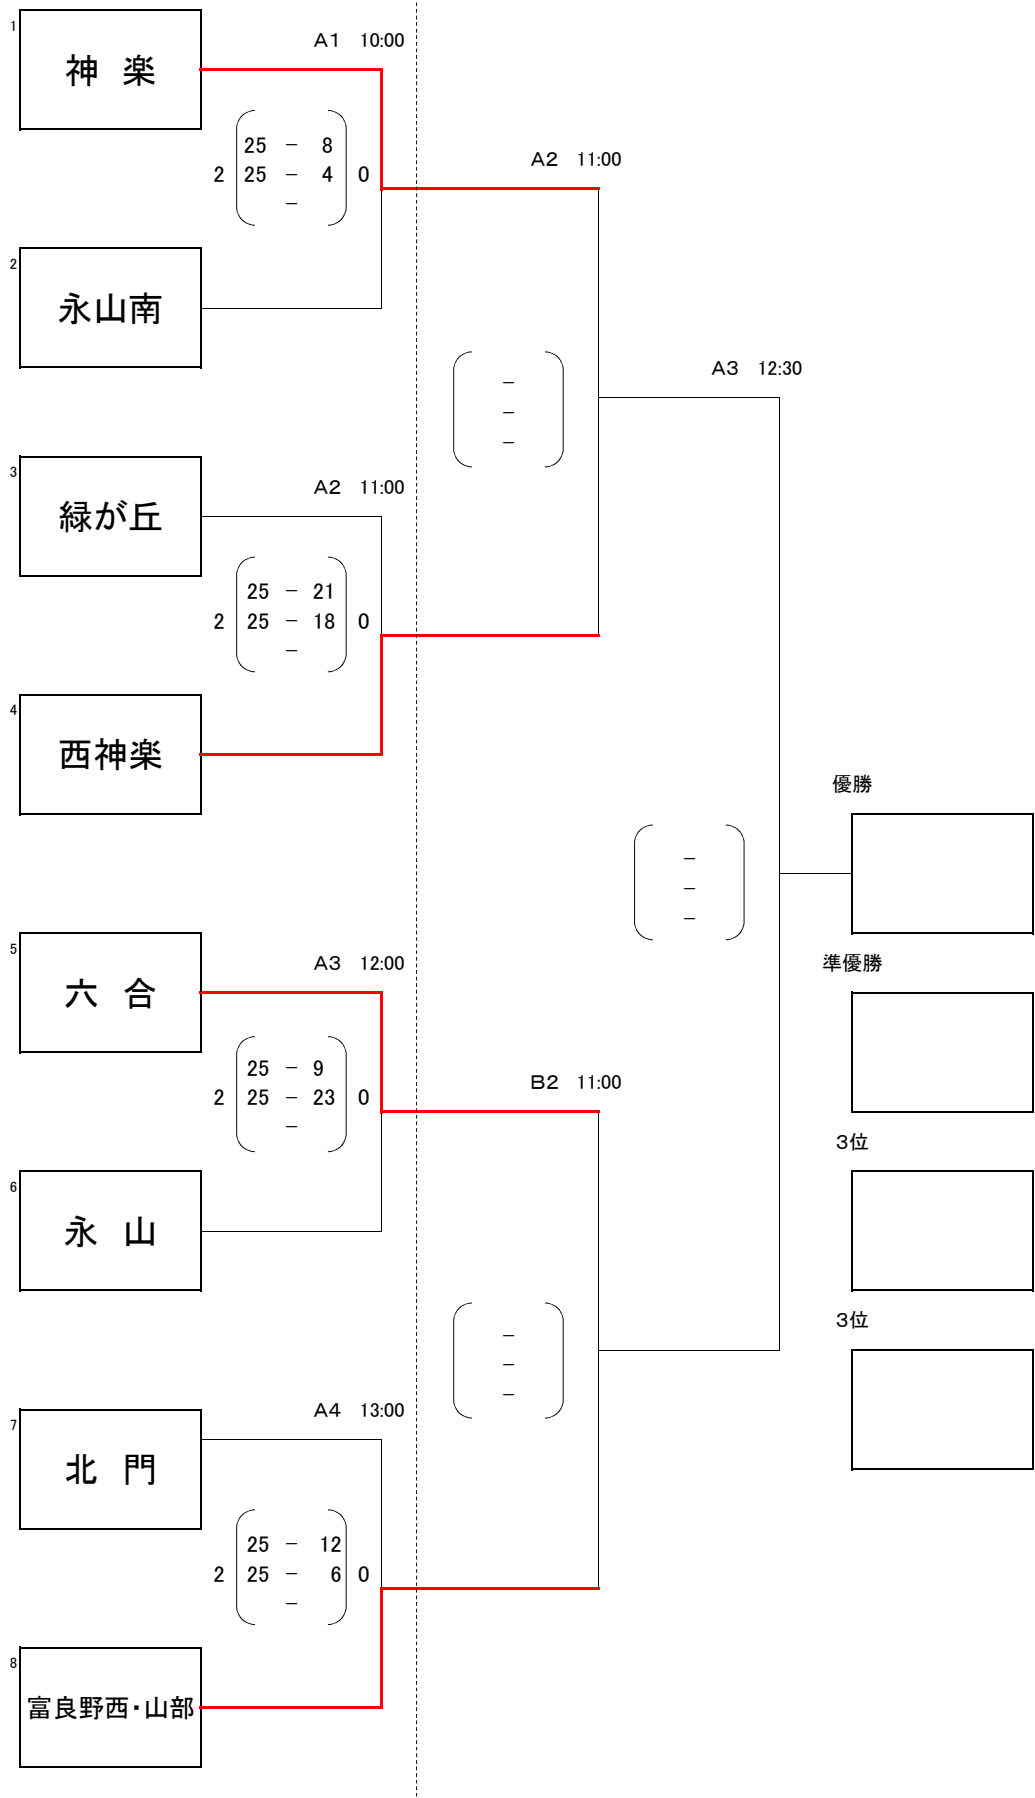 1
神 楽
A1 10:00
25 － 8
2 25 － 4 0
－
A2 11:00
2
永山南
－
－
－
A3 12:30
3
緑が丘
A2 11:00
25 － 21
2 25 － 18 0
－
4
西神楽
優勝
－
－
－
5
六 合
A3 12:00
準優勝
25 － 9
2 25 － 23 0
－
B2 11:00
3位
6
永 山
3位
－
－
－
7
北 門
A4 13:00
25 － 12
2 25 － 6 0
－
8
富良野西・山部